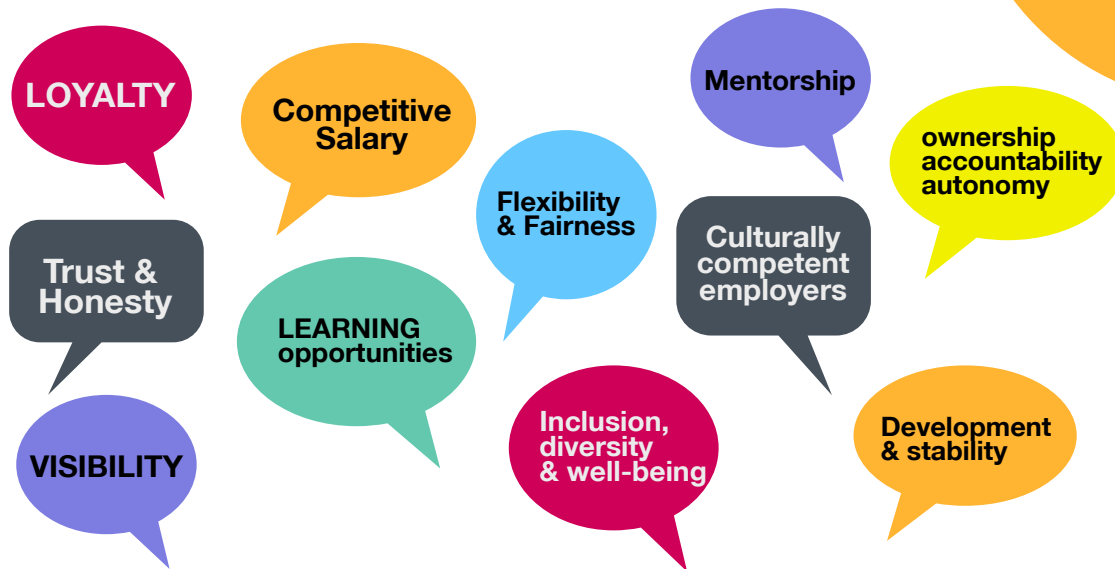 LOYALTY
Competitive
Salary
Mentorship
ownership
accountability
autonomy
Flexibility
& Fairness
Trust &
Honesty
Culturally
competent
employers
LEARNING
opportunities
Inclusion,
diversity
& well-being
Development
& stability
VISIBILITY